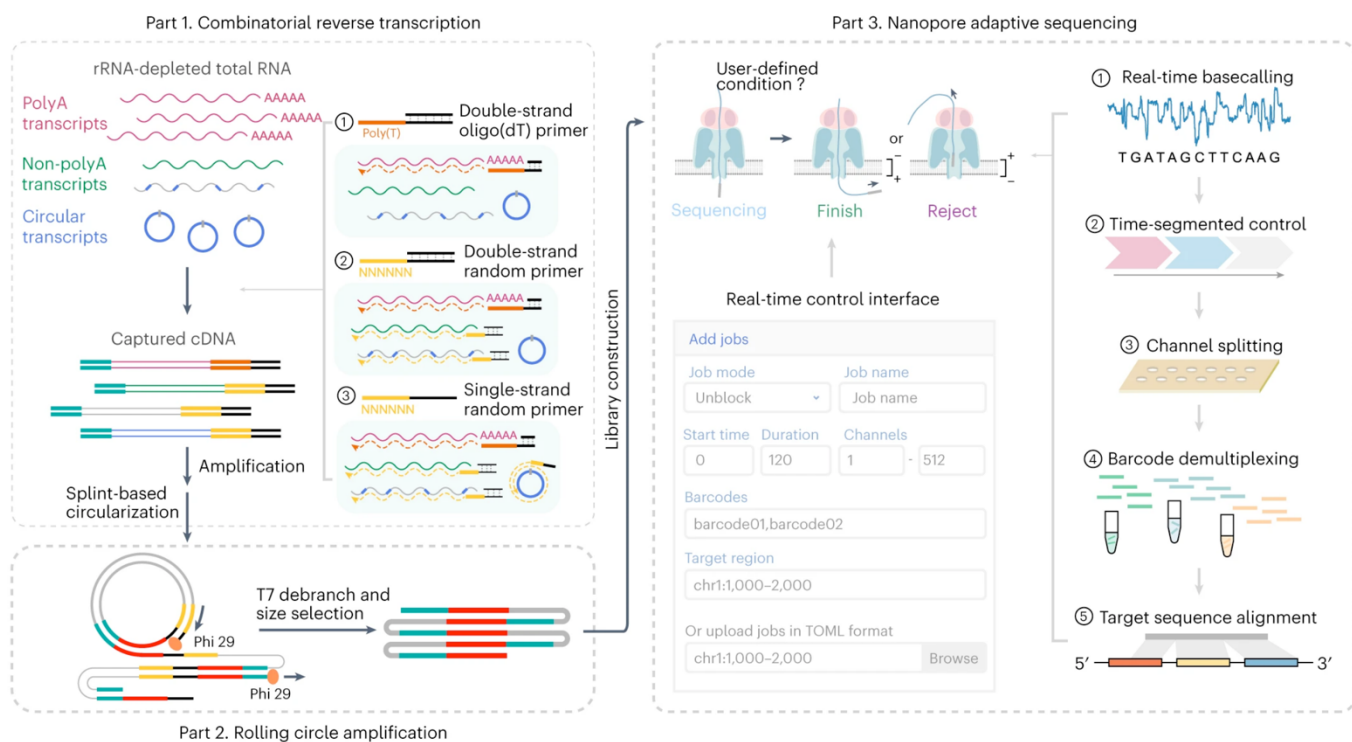 Part 1. Combinatorial reverse transcription
rRNA-depleted total RNA
PolyA
transcripts
AAAAA
AAAAA
AAAAA
Non-polyA
transcripts
Circular
transcripts
Captured cDNA
Amplification
Splint-based
circularization
1
Double-strand
oligo(dT) primer
Poly(T)
AAAAA
2
Double-strand
random primer
NNNNNN
AAAAA
3
Single-strand
random primer
NNNNNN
AAAAA
Phi 29
Phi 29
T7 debranch and
size selection
Part 2. Rolling circle amplification
Library construction
Part 3. Nanopore adaptive sequencing
User-defined
condition ?
or
−
+
+
−
Sequencing
Finish
Reject
Real-time control interface
Add jobs
Job mode
Job name
Unblock
Job name
Start time
Duration
Channels
0
120
1
-
512
Barcodes
barcode01,barcode02
Target region
chr1:1,000–2,000
Or upload jobs in TOML format
chr1:1,000–2,000
Browse
1 Real-time basecalling
TGATAGCTTCAAG
2 Time-segmented control
3 Channel splitting
4 Barcode demultiplexing
5 Target sequence alignment
5′
3′